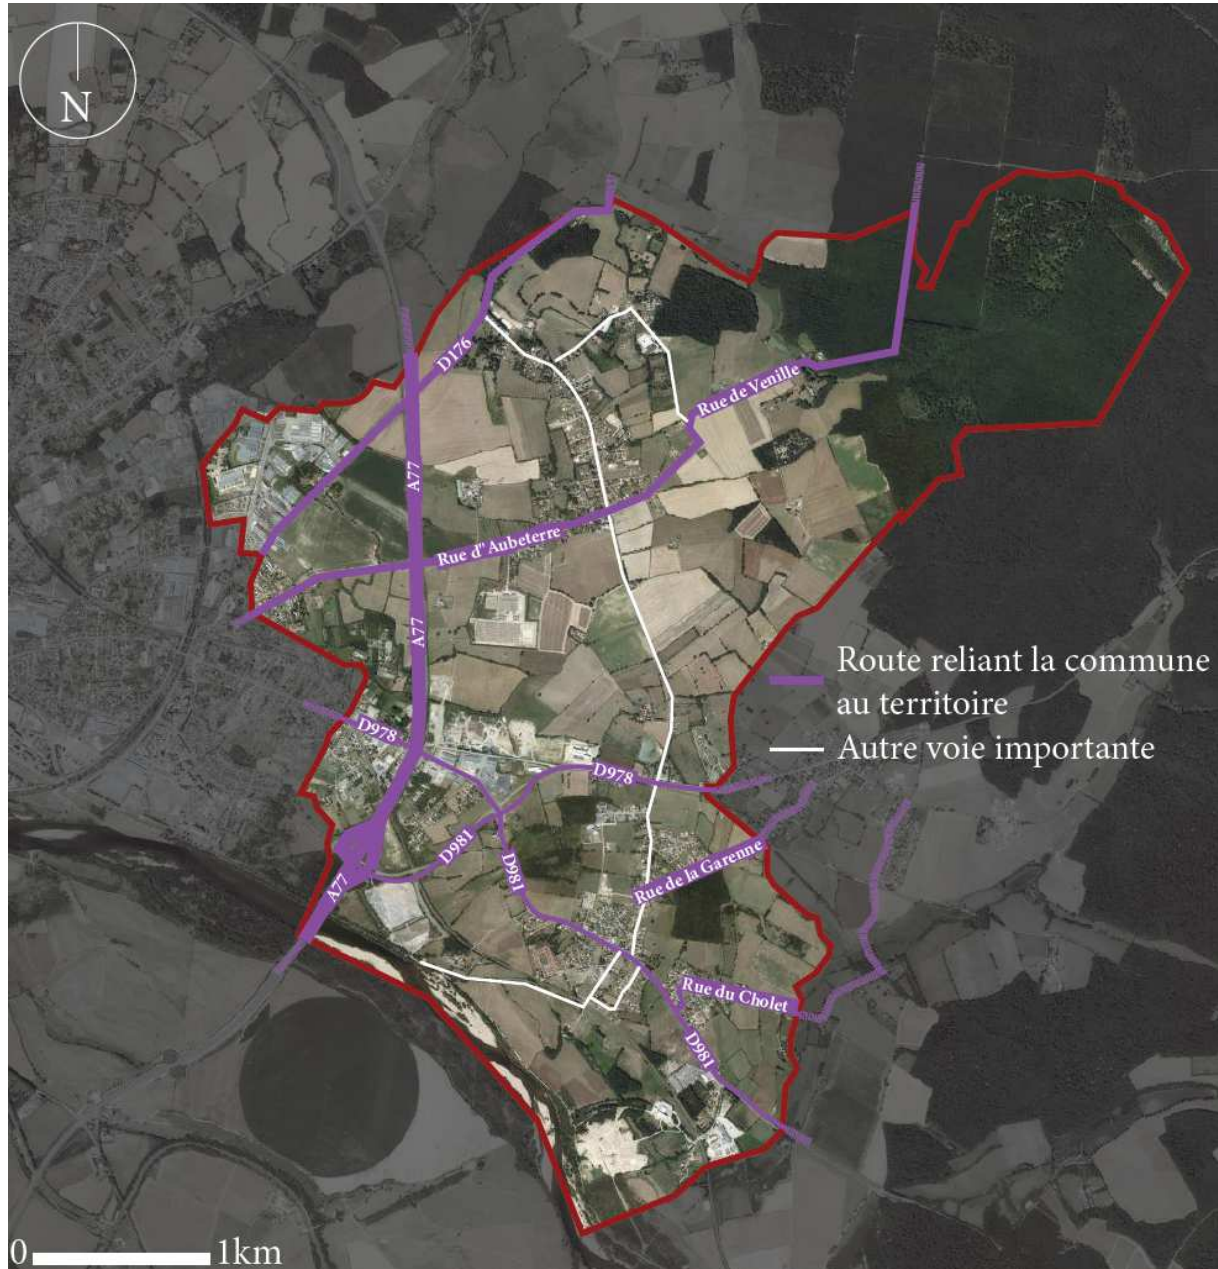 N
D176
Rue de Venille
A77
Rue d''Aubeterre
A77
Route reliant la commune
au territoire
Autre voie importante
D978
D978
D981
D981
Rue de la Garenne
A77
Rue du Cholet
D981
0 1km